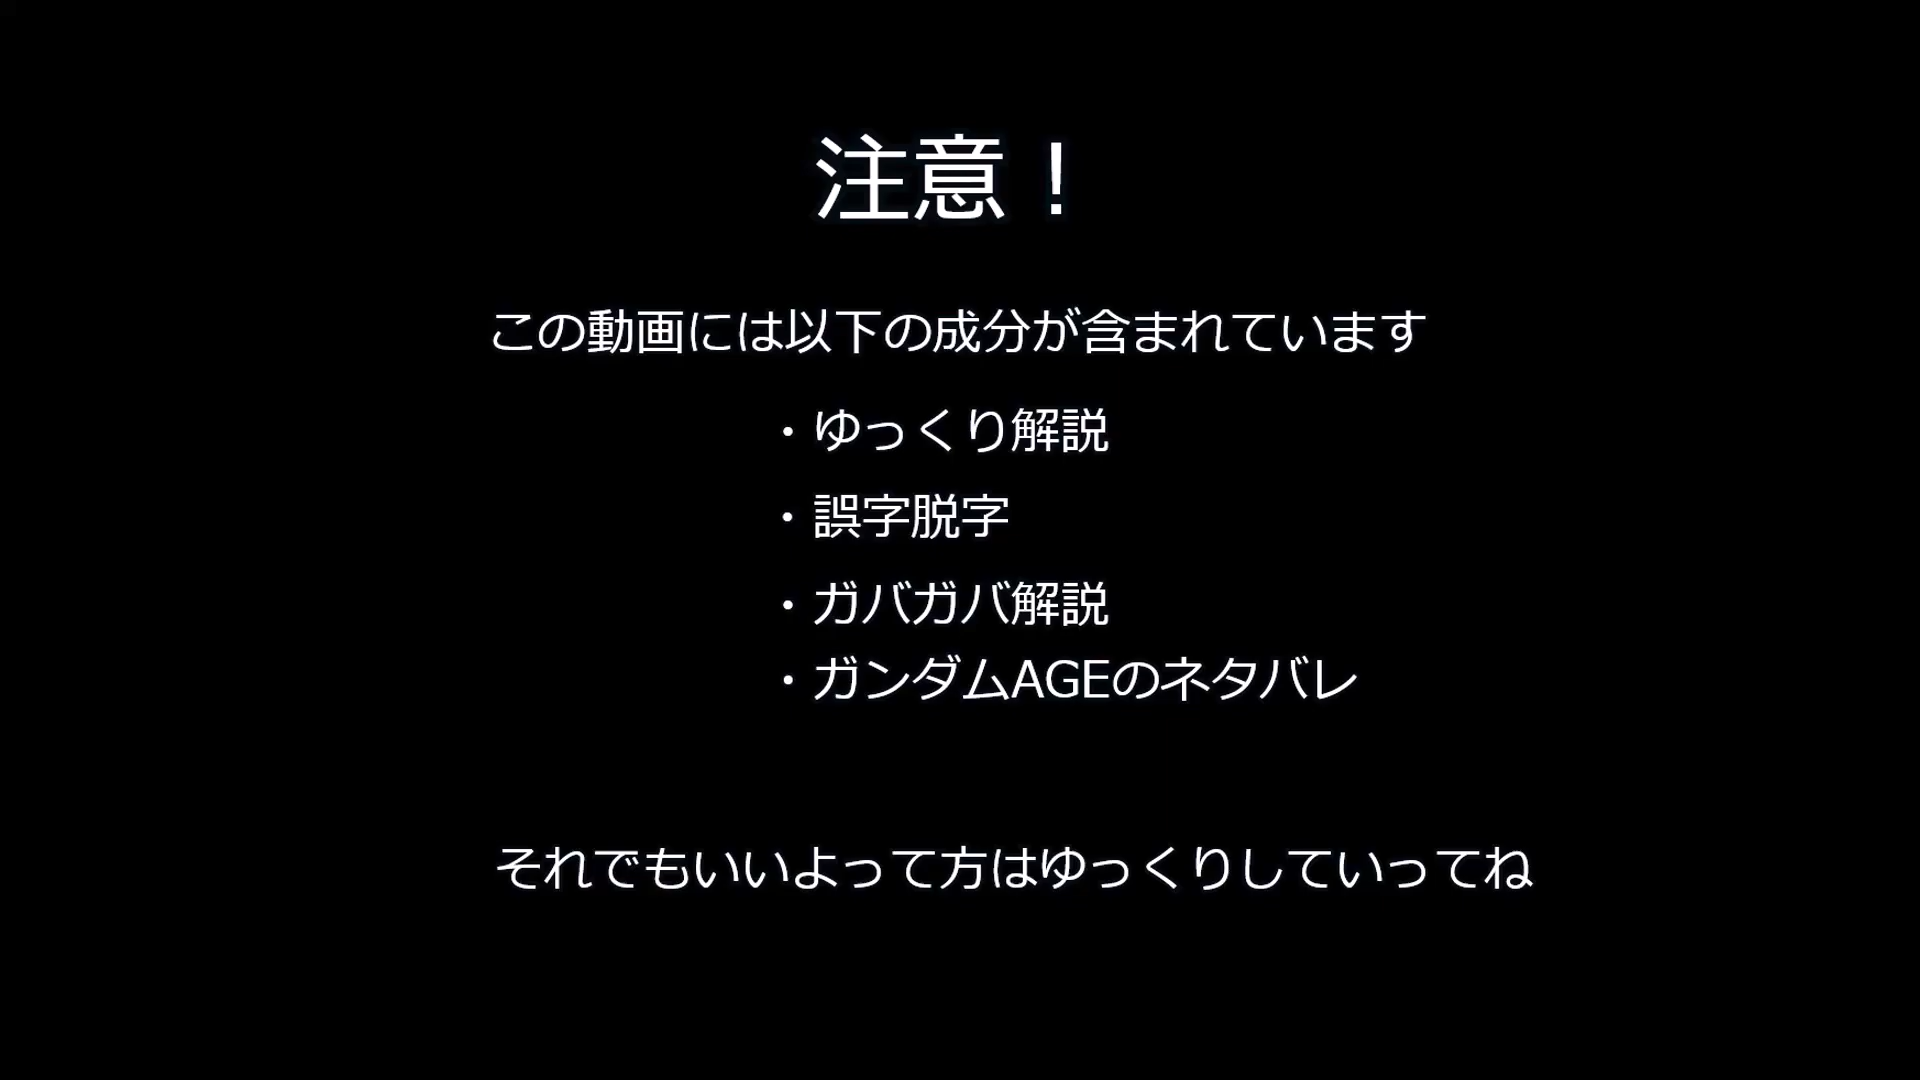 注意！
この動画には以下の成分が含まれています
・ゆっくり解説
・誤字脱字
・ガバガバ解説
・ガンダムAGEのネタバレ
それでもいいよって方はゆっくりしていってね